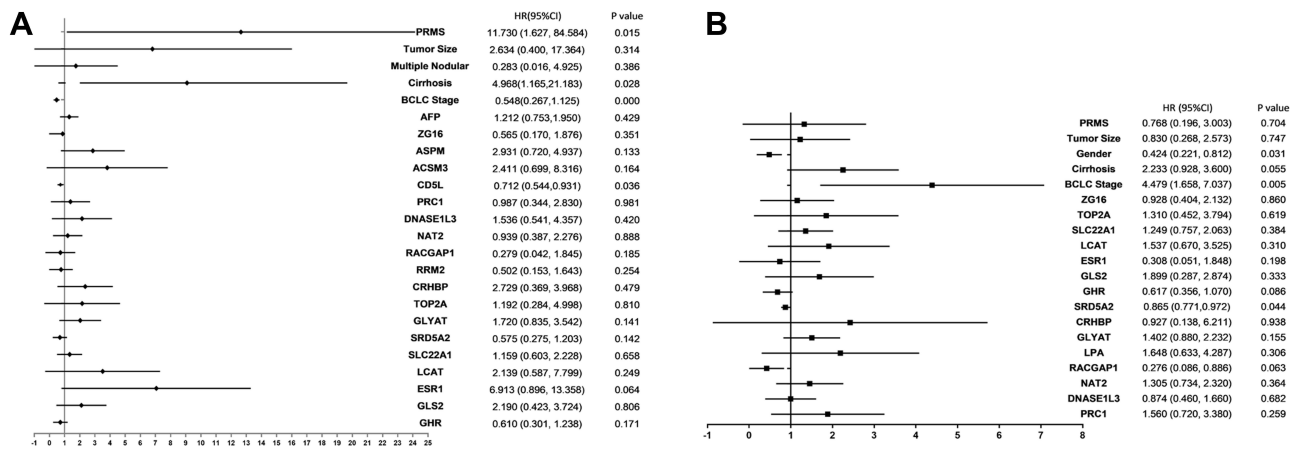 A
HR(95%CI) P value
PRMS 11.730 (1.627, 84.584) 0.015
Tumor Size 2.634 (0.400, 17.364) 0.314
Multiple Nodular 0.283 (0.016, 4.925) 0.386
Cirrhosis 4.968(1.165,21.183) 0.028
BCLC Stage 0.548(0.267,1.125) 0.000
AFP 1.212 (0.753,1.950) 0.429
ZG16 0.565 (0.170, 1.876) 0.351
ASPM 2.931 (0.720, 4.937) 0.133
ACSM3 2.411 (0.699, 8.316) 0.164
CD5L 0.712 (0.544,0.931) 0.036
PRC1 0.987 (0.344, 2.830) 0.981
DNASE1L3 1.536 (0.541, 4.357) 0.420
NAT2 0.939 (0.387, 2.276) 0.888
RACGAP1 0.279 (0.042, 1.845) 0.185
RRM2 0.502 (0.153, 1.643) 0.254
CRHBP 2.729 (0.369, 3.968) 0.479
TOP2A 1.192 (0.284, 4.998) 0.810
GLYAT 1.720 (0.835, 3.542) 0.141
SRD5A2 0.575 (0.275, 1.203) 0.142
SLC22A1 1.159 (0.603, 2.228) 0.658
LCAT 2.139 (0.587, 7.799) 0.249
ESR1 6.913 (0.896, 13.358) 0.064
GLS2 2.190 (0.423, 3.724) 0.806
GHR 0.610 (0.301, 1.238) 0.171
-1 0 1 2 3 4 5 6 7 8 9 10 11 12 13 14 15 16 17 18 19 20 21 22 23 24 25
B
HR (95%CI) P value
PRMS 0.768 (0.196, 3.003) 0.704
Tumor Size 0.830 (0.268, 2.573) 0.747
Gender 0.424 (0.221, 0.812) 0.031
Cirrhosis 2.233 (0.928, 3.600) 0.055
BCLC Stage 4.479 (1.658, 7.037) 0.005
ZG16 0.928 (0.404, 2.132) 0.860
TOP2A 1.310 (0.452, 3.794) 0.619
SLC22A1 1.249 (0.757, 2.063) 0.384
LCAT 1.537 (0.670, 3.525) 0.310
ESR1 0.308 (0.051, 1.848) 0.198
GLS2 1.899 (0.287, 2.874) 0.333
GHR 0.617 (0.356, 1.070) 0.086
SRD5A2 0.865 (0.771,0.972) 0.044
CRHBP 0.927 (0.138, 6.211) 0.938
GLYAT 1.402 (0.880, 2.232) 0.155
LPA 1.648 (0.633, 4.287) 0.306
RACGAP1 0.276 (0.086, 0.886) 0.063
NAT2 1.305 (0.734, 2.320) 0.364
DNASE1L3 0.874 (0.460, 1.660) 0.682
PRC1 1.560 (0.720, 3.380) 0.259
-1 0 1 2 3 4 5 6 7 8